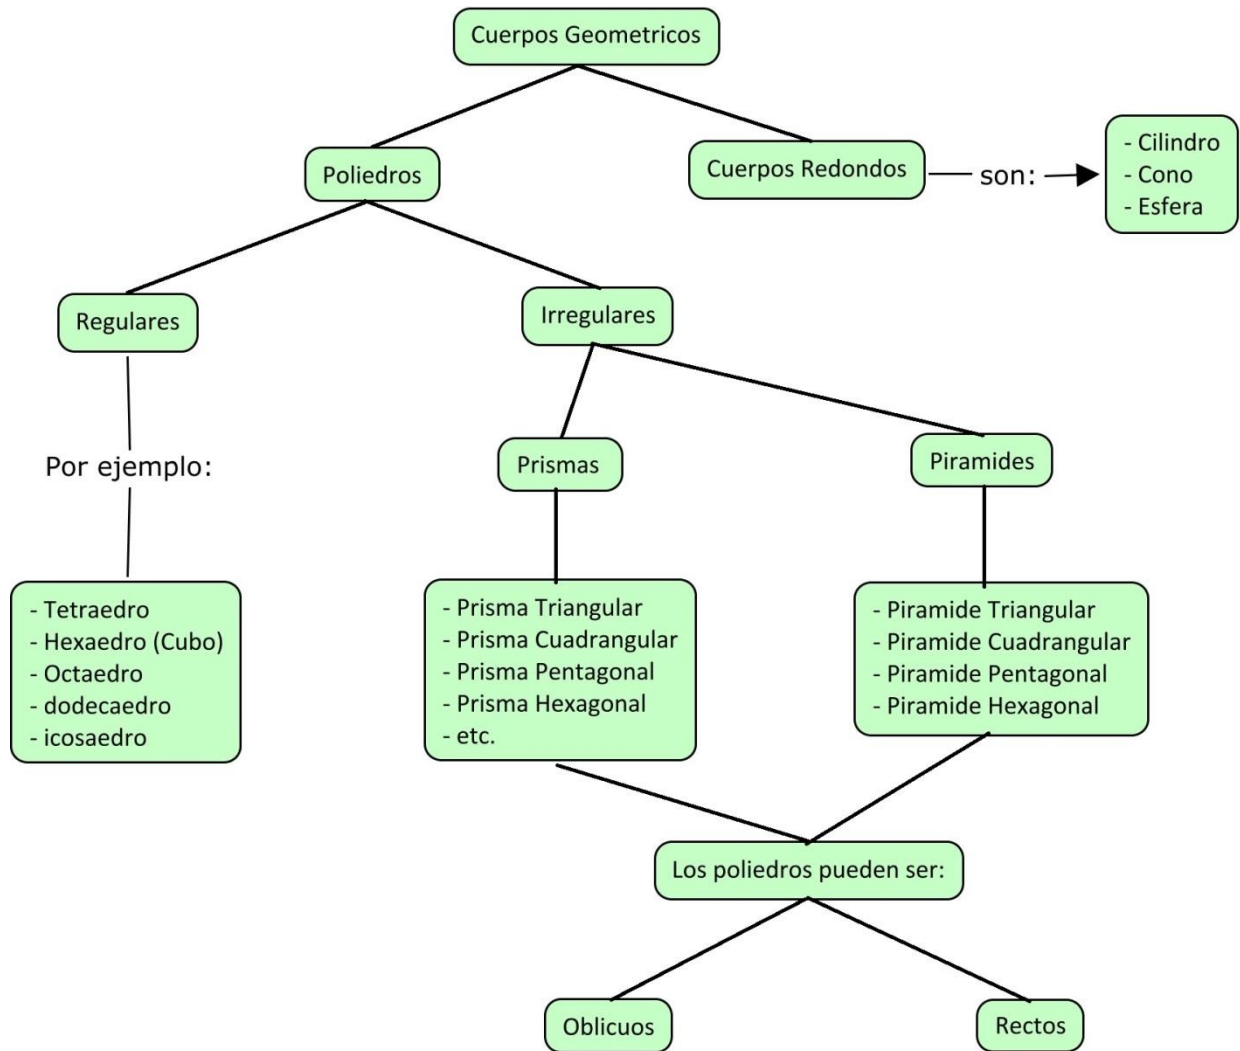 Cuerpos Geometricos
Poliedros
Cuerpos Redondos
son:
- Cilindro
- Cono
- Esfera
Regulares
Irregulares
Por ejemplo:
Prismas
Piramides
- Tetraedro
- Hexaedro (Cubo)
- Octaedro
- dodecaedro
- icosaedro
- Prisma Triangular
- Prisma Cuadrangular
- Prisma Pentagonal
- Prisma Hexagonal
- etc.
- Piramide Triangular
- Piramide Cuadrangular
- Piramide Pentagonal
- Piramide Hexagonal
Los poliedros pueden ser:
Oblicuos
Rectos